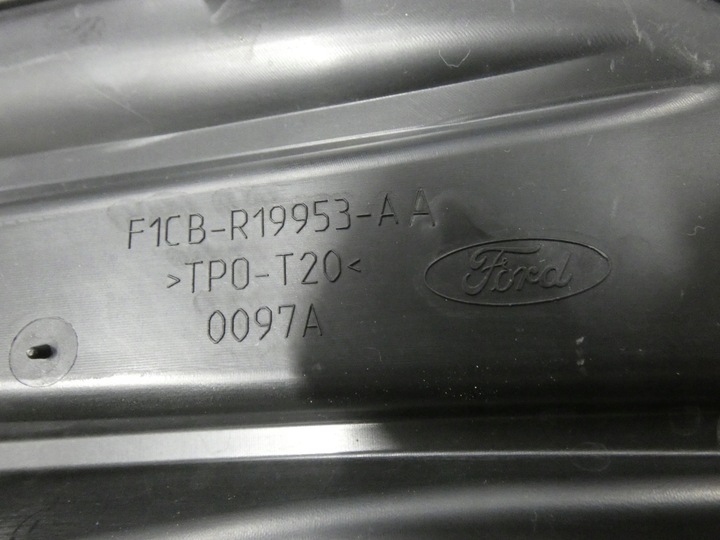 F1CB-R19953-AA
>TPO-T20<
0097A
Ford